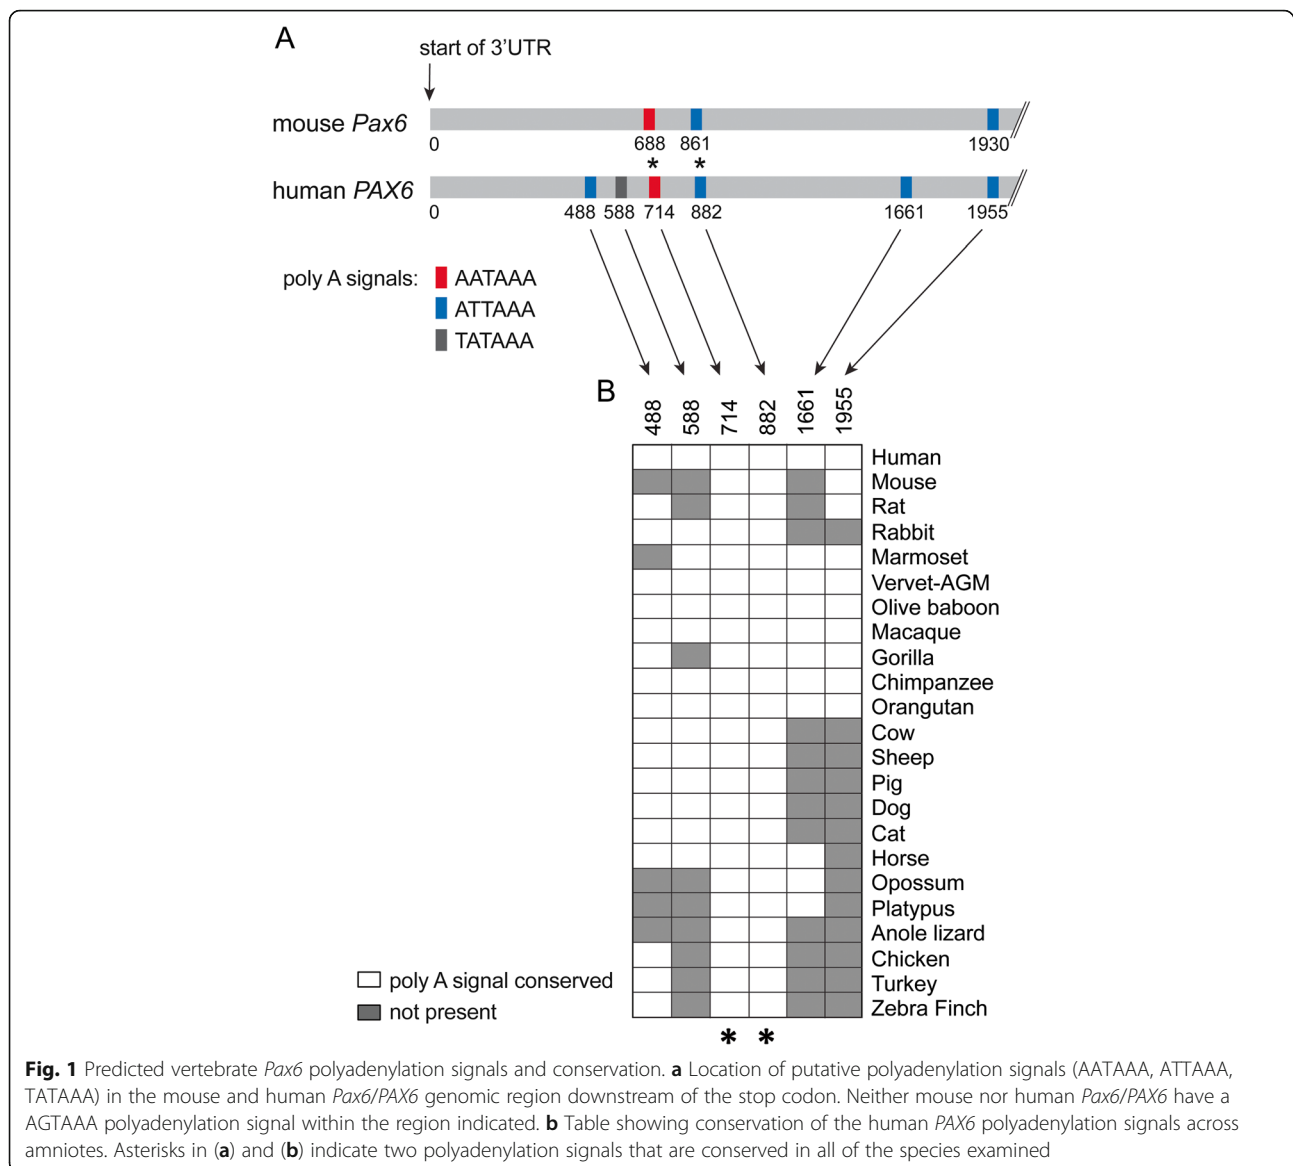 A
start of 3'UTR
mouse Pax6
0 688 861 1930
* *
human PAX6
0 488 588 714 882 1661 1955
poly A signals:
AATAAA
ATTAAA
TATAAA
B
488 588 714 882 1661 1955
Human
Mouse
Rat
Rabbit
Marmoset
Vervet-AGM
Olive baboon
Macaque
Gorilla
Chimpanzee
Orangutan
Cow
Sheep
Pig
Dog
Cat
Horse
Opossum
Platypus
Anole lizard
Chicken
Turkey
Zebra Finch
poly A signal conserved
not present
* *
Fig. 1 Predicted vertebrate Pax6 polyadenylation signals and conservation. a Location of putative polyadenylation signals (AATAAA, ATTAAA,
TATAAA) in the mouse and human Pax6/PAX6 genomic region downstream of the stop codon. Neither mouse nor human Pax6/PAX6 have a
AGTAAA polyadenylation signal within the region indicated. b Table showing conservation of the human PAX6 polyadenylation signals across
amniotes. Asterisks in (a) and (b) indicate two polyadenylation signals that are conserved in all of the species examined